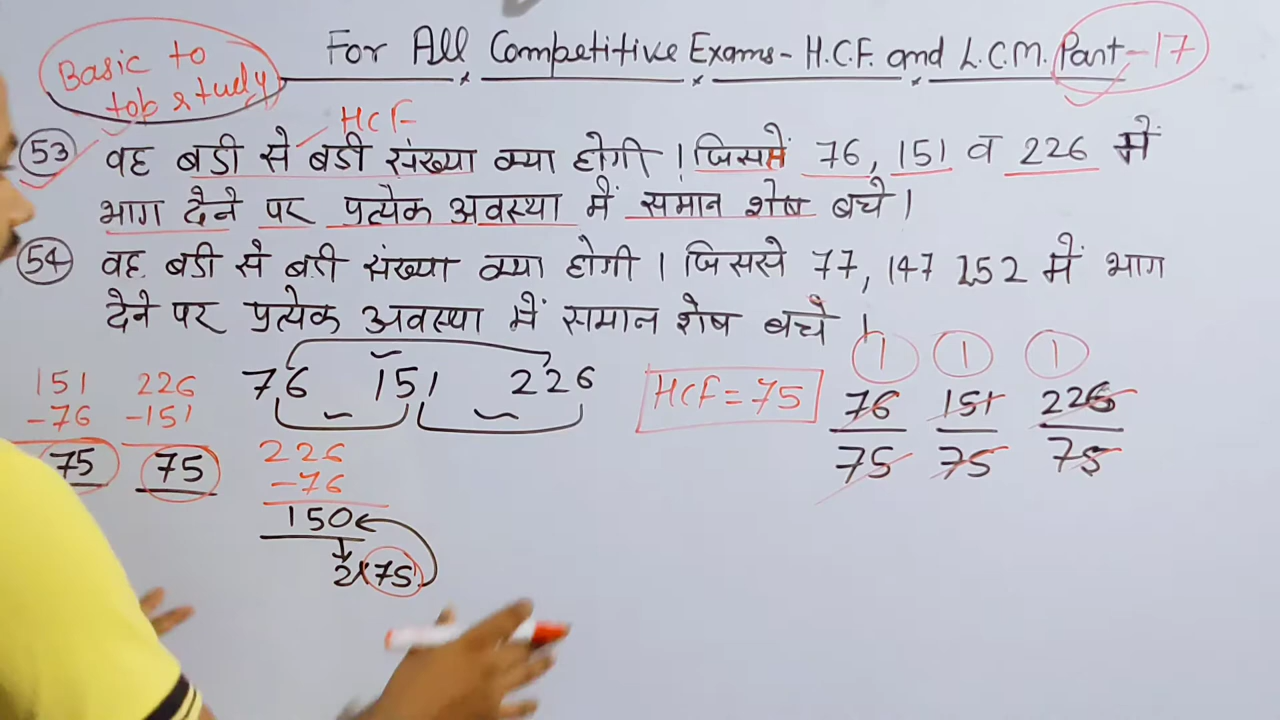 Basic to
top study
For All Competitive Exams - H.C.F. and L.C.M. Part - 17
HCF
53 वह बडी से बडी संख्या क्या होगी । जिससे 76, 151 व 226 में
भाग देने पर प्रत्येक अवस्था में समान शेष बचे ।
54 वह बडी से बडी संख्या क्या होगी । जिससे 77, 147 252 में भाग
देने पर प्रत्येक अवस्था में समान शेष बचे ।
151
-76
75
226
-151
75
76 151 226
226
-76
150
2×75
HCF = 75
1 1 1
76 151 226
75 75 75